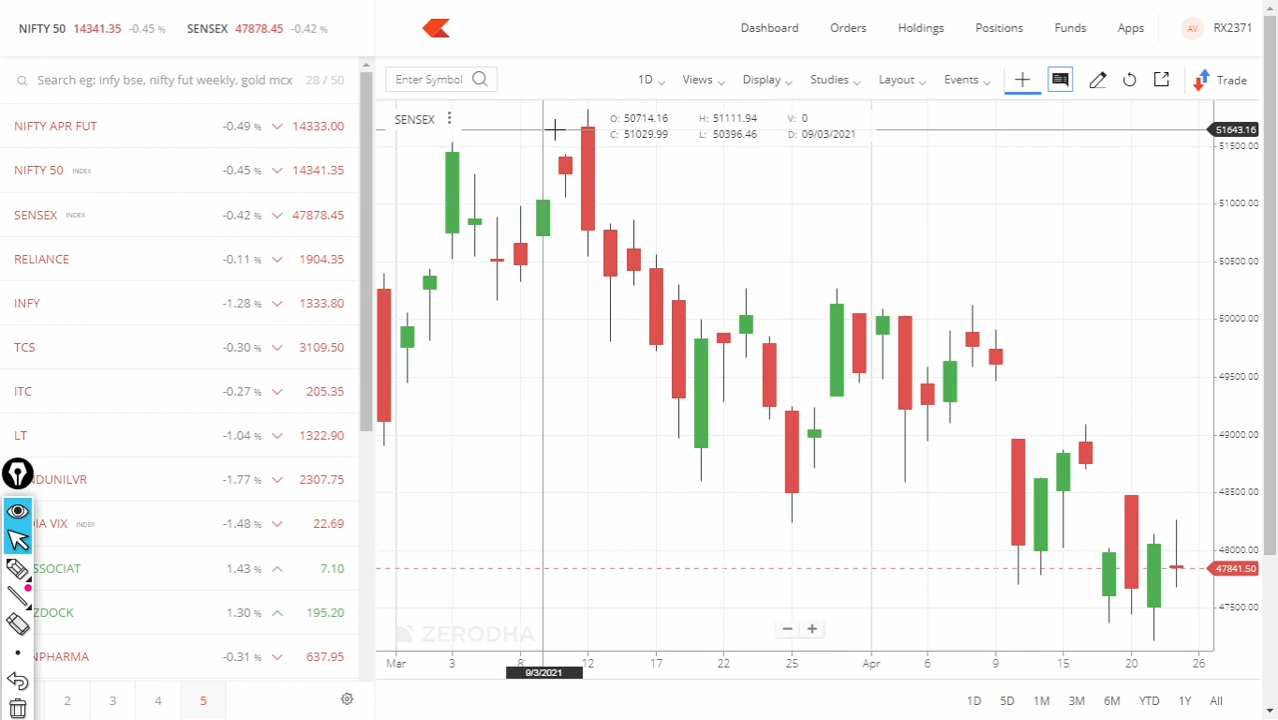 NIFTY 50 14341.35 -0.45 % SENSEX 47878.45 -0.42 %
Dashboard Orders Holdings Positions Funds Apps AV RX2371
Search eg: infy bse, nifty fut weekly, gold mcx 28 / 50
Enter Symbol 1D Views Display Studies Layout Events Trade
NIFTY APR FUT -0.49 % 14333.00
NIFTY 50 INDEX -0.45 % 14341.35
SENSEX INDEX -0.42 % 47878.45
RELIANCE -0.11 % 1904.35
INFY -1.28 % 1333.80
TCS -0.30 % 3109.50
ITC -0.27 % 205.35
LT -1.04 % 1322.90
NDUNILVR -1.77 % 2307.75
DIA VIX INDEX -1.48 % 22.69
SSOCIAT 1.43 % 7.10
ZDOCK 1.30 % 195.20
NPHARMA -0.31 % 637.95
2 3 4 5
SENSEX
O: 50714.16 H: 51111.94 V: 0
C: 51029.99 L: 50396.46 D: 09/03/2021
51643.16
51500.00
51000.00
50500.00
50000.00
49500.00
49000.00
48500.00
48000.00
47841.50
47500.00
ZERODHA
Mar 3 8 12 17 22 25 Apr 6 9 15 20 26
9/3/2021
1D 5D 1M 3M 6M YTD 1Y All